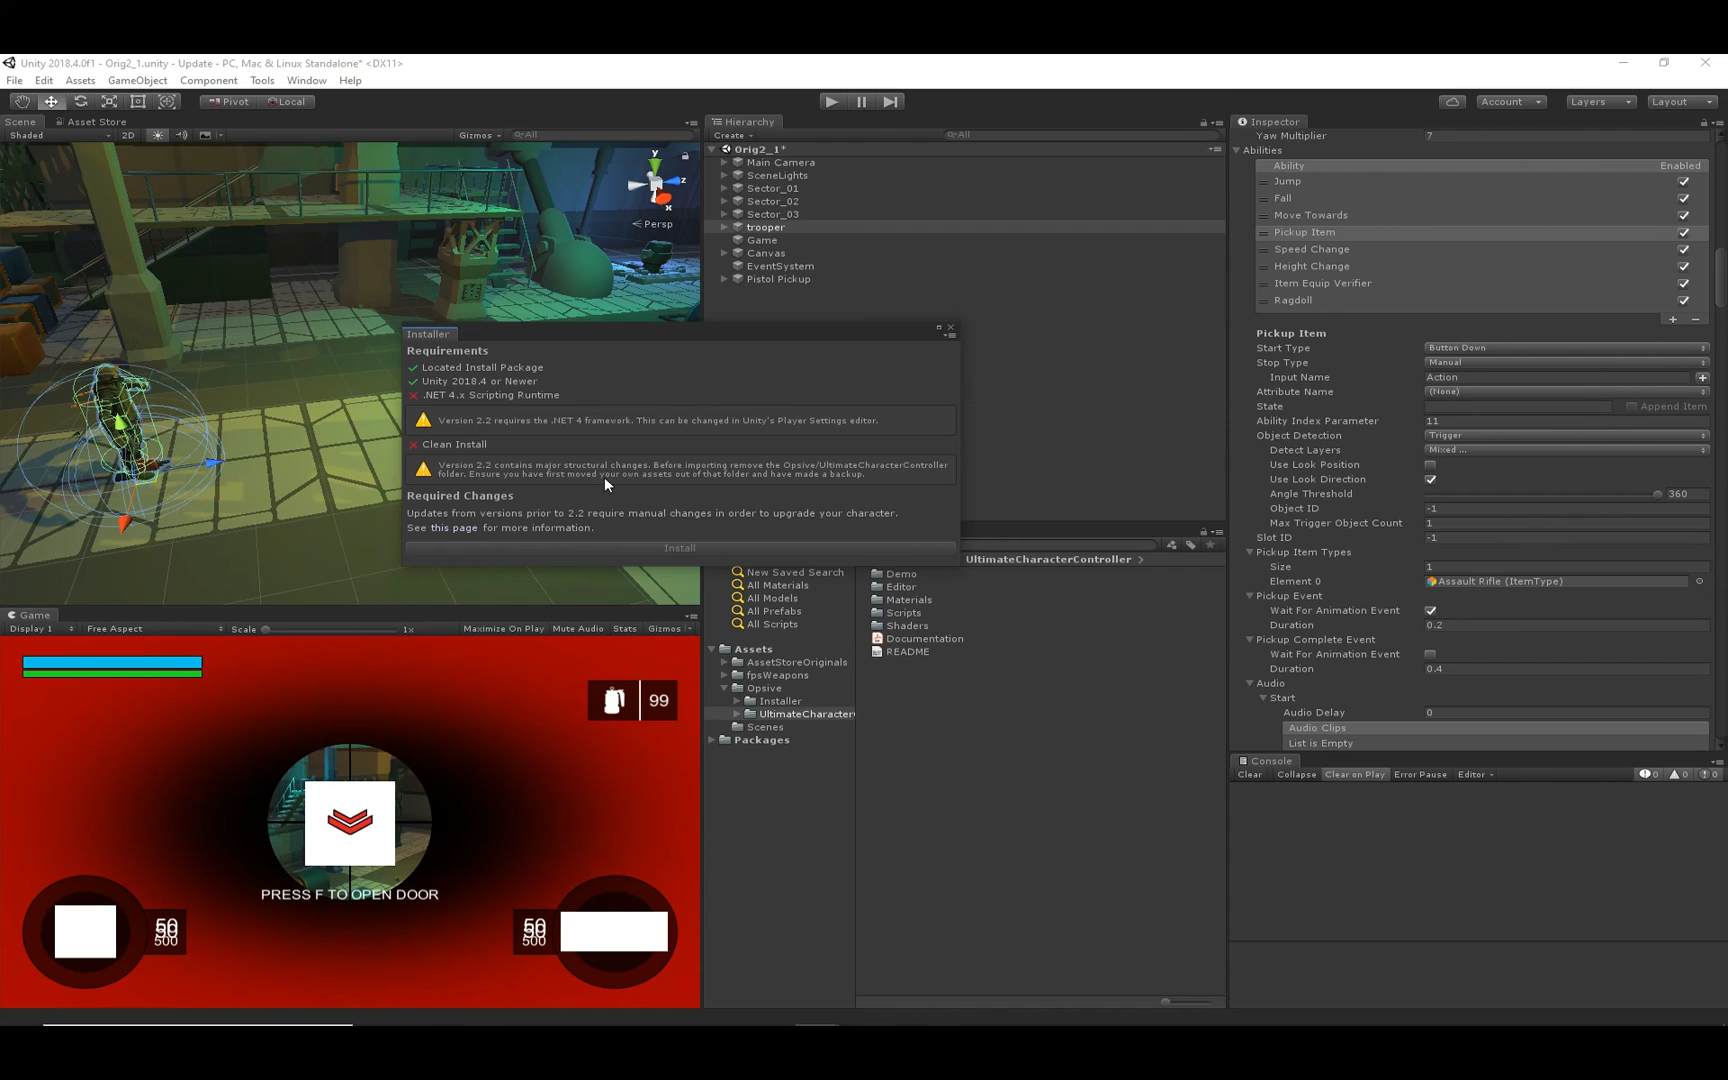 Unity 2018.4.0f1 - Orig2_1.unity - Update - PC, Mac & Linux Standalone* <DX11>
File Edit Assets GameObject Component Tools Window Help
Pivot Local
Account Layers Layout
Scene Asset Store
Shaded 2D Gizmos All
y
z
x
Persp
Hierarchy
Create All
Orig2_1*
Main Camera
SceneLights
Sector_01
Sector_02
Sector_03
trooper
Game
Canvas
EventSystem
Pistol Pickup
Installer
Requirements
Located Install Package
Unity 2018.4 or Newer
.NET 4.x Scripting Runtime
Version 2.2 requires the .NET 4 framework. This can be changed in Unity's Player Settings editor.
Clean Install
Version 2.2 contains major structural changes. Before importing remove the Opsive/UltimateCharacterController
folder. Ensure you have first moved your own assets out of that folder and have made a backup.
Required Changes
Updates from versions prior to 2.2 require manual changes in order to upgrade your character.
See this page for more information.
Install
New Saved Search
All Materials
All Models
All Prefabs
All Scripts
Assets
AssetStoreOriginals
fpsWeapons
Opsive
Installer
UltimateCharacter
Scenes
Packages
UltimateCharacterController >
Demo
Editor
Materials
Scripts
Shaders
Documentation
README
Game
Display 1 Free Aspect Scale 1x Maximize On Play Mute Audio Stats Gizmos
99
PRESS F TO OPEN DOOR
50
500
50
500
Inspector
Yaw Multiplier 7
Abilities
Ability Enabled
Jump
Fall
Move Towards
Pickup Item
Speed Change
Height Change
Item Equip Verifier
Ragdoll
Pickup Item
Start Type Button Down
Stop Type Manual
Input Name Action
Attribute Name (None)
State Append Item
Ability Index Parameter 11
Object Detection Trigger
Detect Layers Mixed ...
Use Look Position
Use Look Direction
Angle Threshold 360
Object ID -1
Max Trigger Object Count 1
Slot ID -1
Pickup Item Types
Size 1
Element 0 Assault Rifle (ItemType)
Pickup Event
Wait For Animation Event
Duration 0.2
Pickup Complete Event
Wait For Animation Event
Duration 0.4
Audio
Start
Audio Delay 0
Audio Clips
List is Empty
Console
Clear Collapse Clear on Play Error Pause Editor 0 0 0